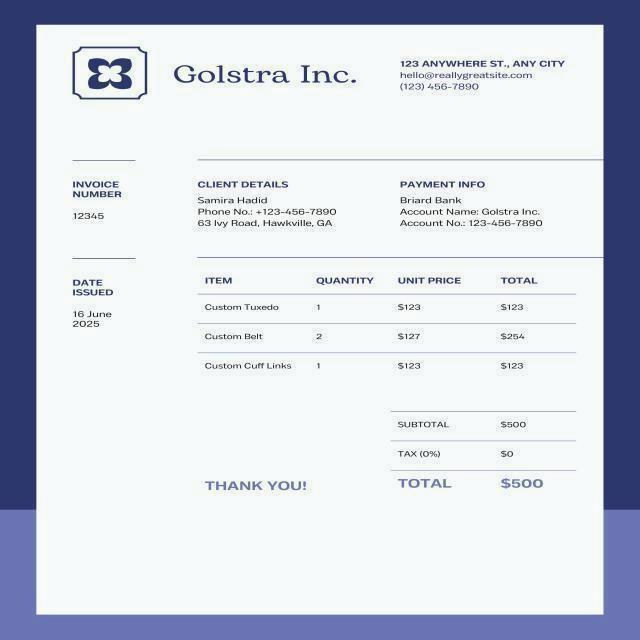 Golstra Inc.
123 ANYWHERE ST., ANY CITY
hello@reallygreatsite.com
(123) 456-7890
INVOICE
NUMBER
12345
CLIENT DETAILS
Samira Hadid
Phone No.: +123-456-7890
63 Ivy Road, Hawkville, GA
PAYMENT INFO
Briard Bank
Account Name: Golstra Inc.
Account No.: 123-456-7890
DATE
ISSUED
16 June
2025
ITEM QUANTITY UNIT PRICE TOTAL
Custom Tuxedo 1 $123 $123
Custom Belt 2 $127 $254
Custom Cuff Links 1 $123 $123
SUBTOTAL $500
TAX (0%) $0
THANK YOU! TOTAL $500